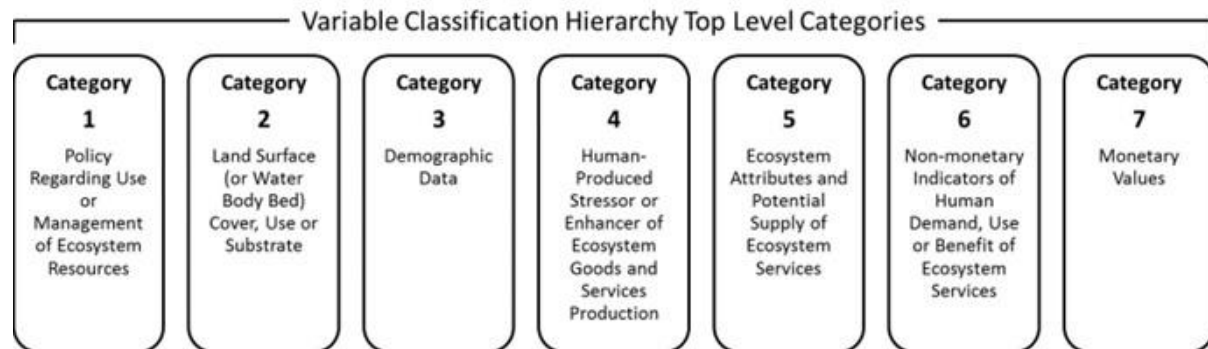 Variable Classification Hierarchy Top Level Categories
Category
1
Policy
Regarding Use
or
Management
of Ecosystem
Resources
Category
2
Land Surface
(or Water
Body Bed)
Cover, Use or
Substrate
Category
3
Demographic
Data
Category
4
Human-
Produced
Stressor or
Enhancer of
Ecosystem
Goods and
Services
Production
Category
5
Ecosystem
Attributes and
Potential
Supply of
Ecosystem
Services
Category
6
Non-monetary
Indicators of
Human
Demand, Use
or Benefit of
Ecosystem
Services
Category
7
Monetary
Values